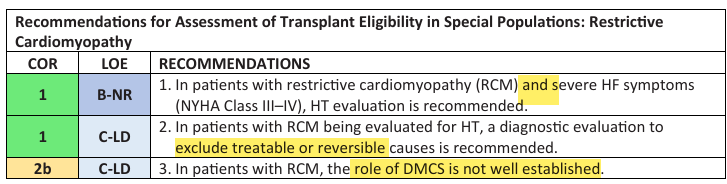 Recommendations for Assessment of Transplant Eligibility in Special Populations: Restrictive
Cardiomyopathy
COR LOE RECOMMENDATIONS
1 B-NR 1. In patients with restrictive cardiomyopathy (RCM) and severe HF symptoms
(NYHA Class III–IV), HT evaluation is recommended.
1 C-LD 2. In patients with RCM being evaluated for HT, a diagnostic evaluation to
exclude treatable or reversible causes is recommended.
2b C-LD 3. In patients with RCM, the role of DMCS is not well established.